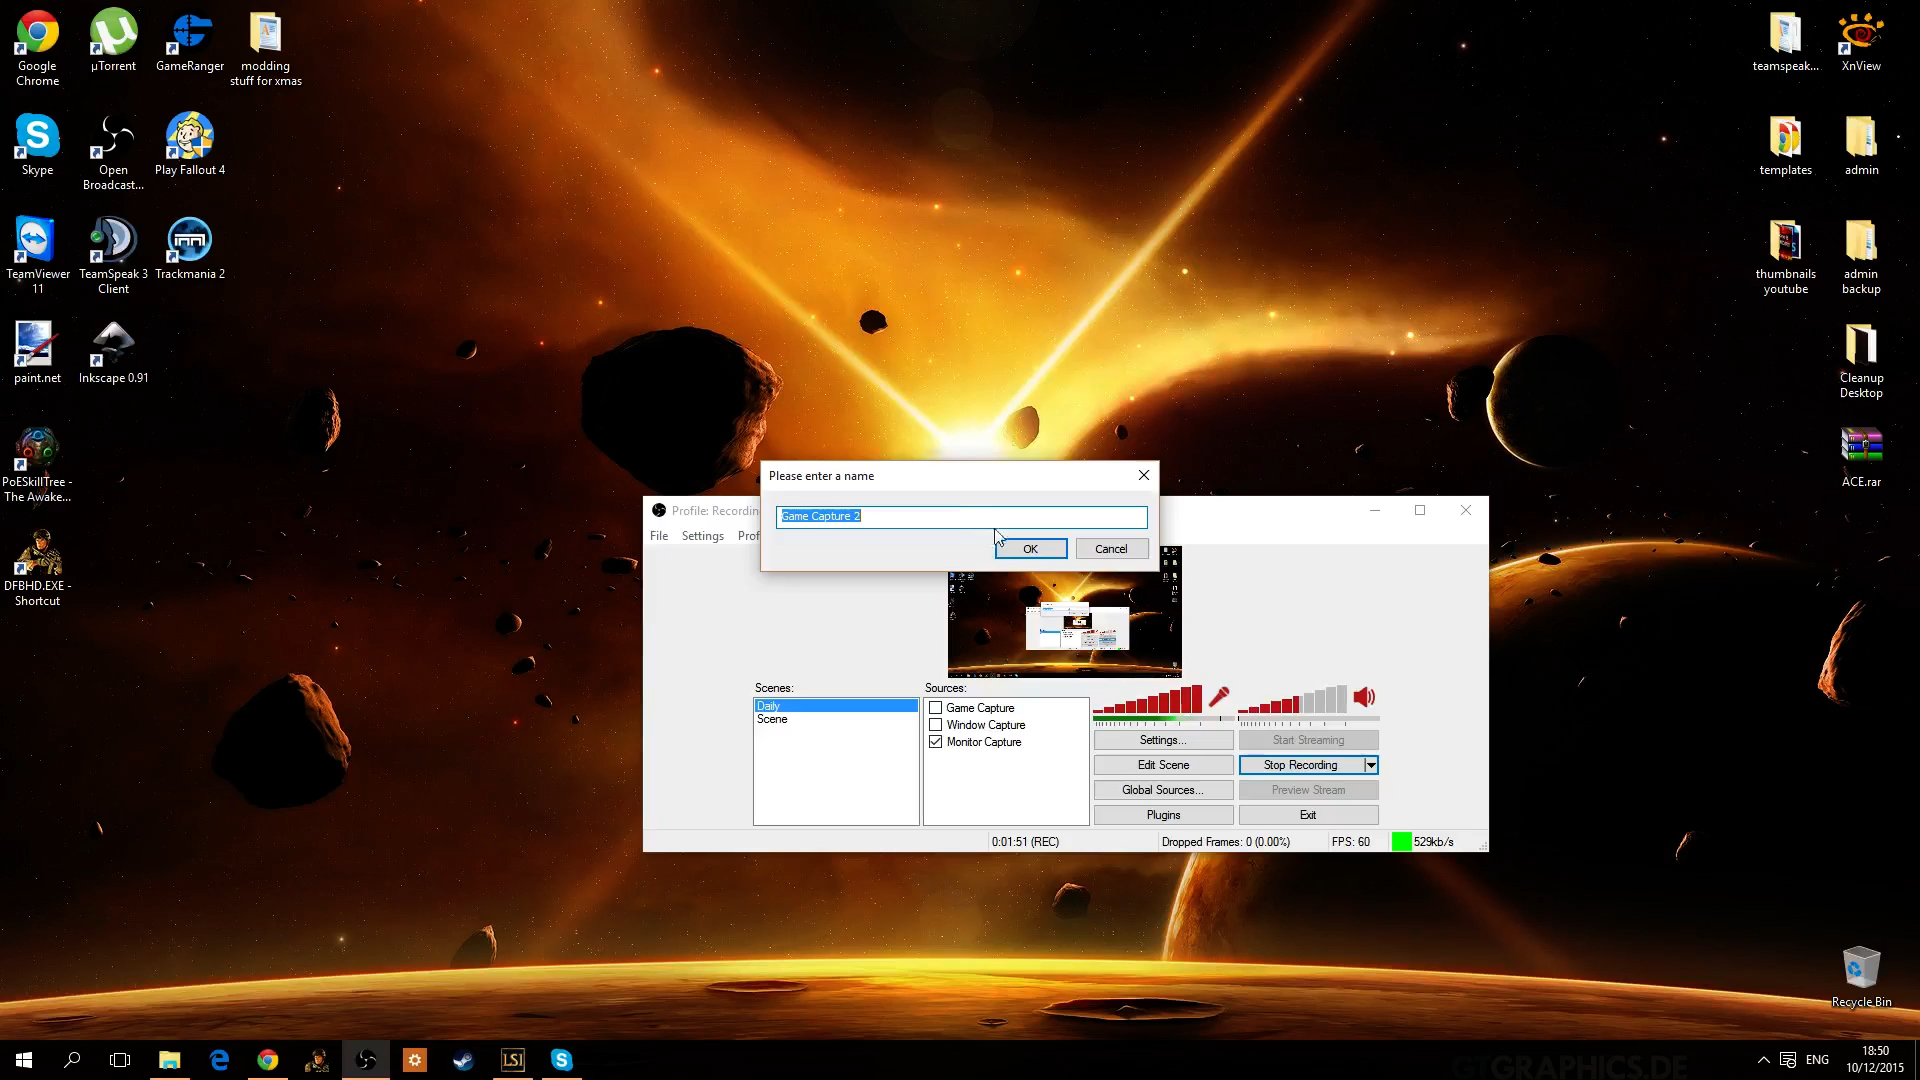 Google
Chrome
µTorrent
GameRanger
modding
stuff for xmas
teamspeak...
XnView
Skype
Open
Broadcast...
Play Fallout 4
templates
admin
TeamViewer
11
TeamSpeak 3
Client
Trackmania 2
thumbnails
youtube
admin
backup
paint.net
Inkscape 0.91
Cleanup
Desktop
PoESkillTree -
The Awake...
ACE.rar
DFBHD.EXE -
Shortcut
Please enter a name
Game Capture 2
OK
Cancel
Profile: Recording
File
Settings
Prof
Scenes:
Daily
Scene
Sources:
Game Capture
Window Capture
Monitor Capture
Settings...
Start Streaming
Edit Scene
Stop Recording
Global Sources...
Preview Stream
Plugins
Exit
0:01:51 (REC)
Dropped Frames: 0 (0.00%)
FPS: 60
529kb/s
Recycle Bin
GTGRAPHICS.DE
LSI
ENG
18:50
10/12/2015